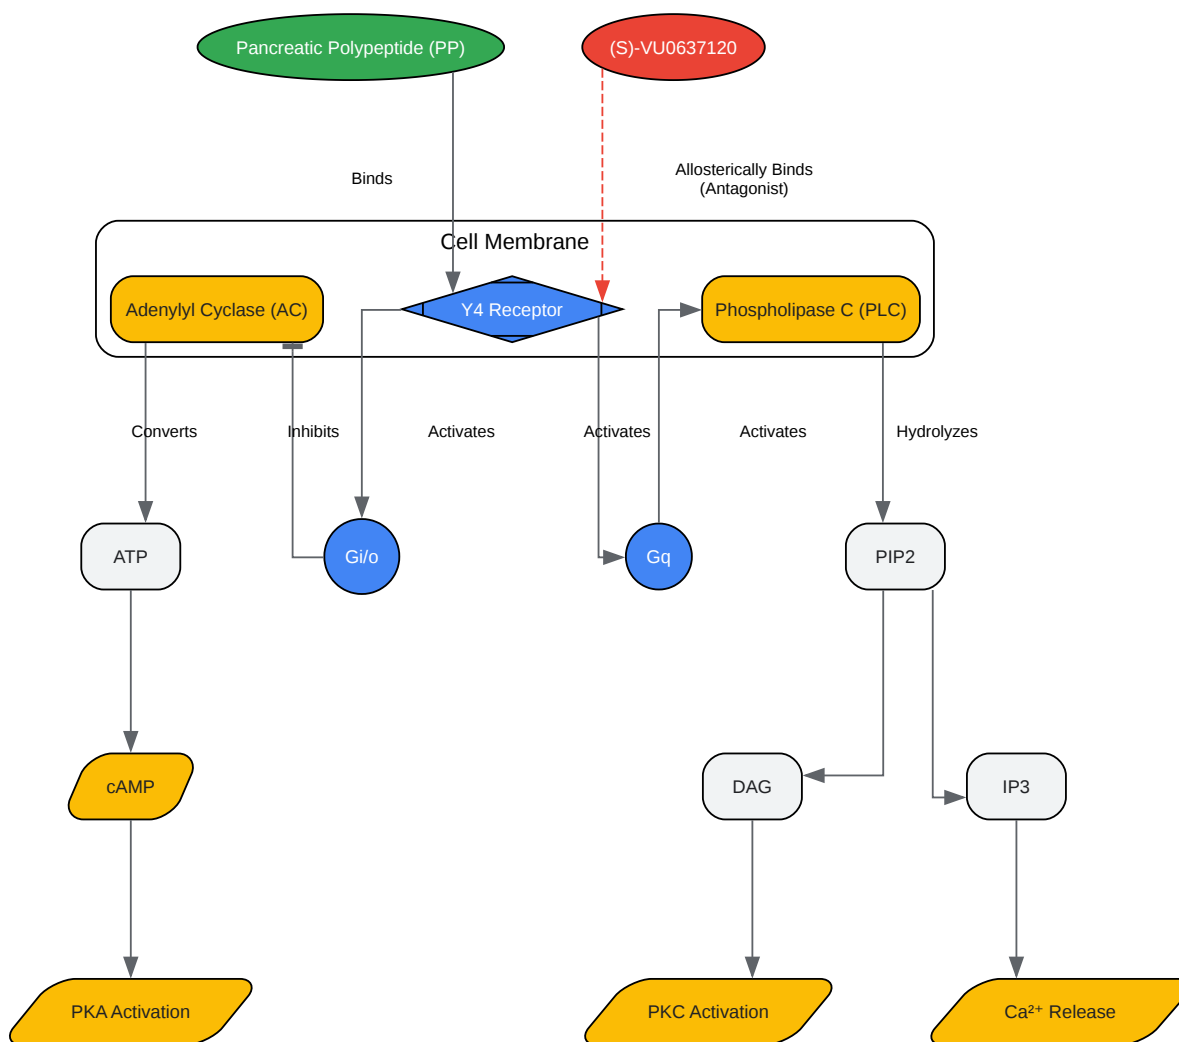 Pancreatic Polypeptide (PP)
(S)-VU0637120
Binds
Allosterically Binds
(Antagonist)
Cell Membrane
Adenylyl Cyclase (AC)
Y4 Receptor
Phospholipase C (PLC)
Converts
Inhibits
Activates
Activates
Activates
Hydrolyzes
ATP
Gi/o
Gq
PIP2
cAMP
DAG
IP3
PKA Activation
PKC Activation
Ca²⁺ Release